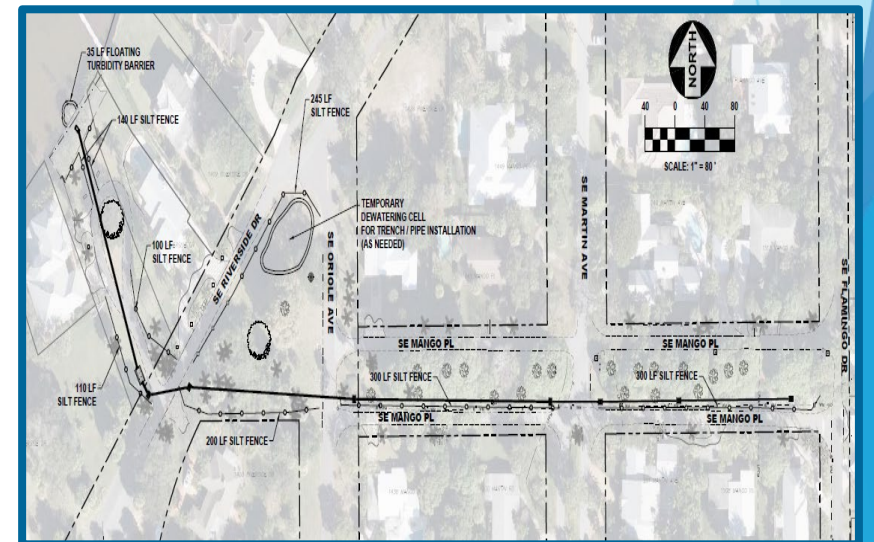 35 LF FLOATING
TURBIDITY BARRIER
140 LF SILT FENCE
245 LF
SILT FENCE
NORTH
40 0 40 80
SCALE: 1" = 80'
TEMPORARY
DEWATERING CELL
FOR TRENCH / PIPE INSTALLATION
(AS NEEDED)
100 LF
SILT FENCE
SE RIVERSIDE DR
SE ORIOLE AVE
SE MARTIN AVE
SE FLAMINGO DR.
SE MANGO PL
SE MANGO PL
110 LF
SILT FENCE
300 LF SILT FENCE
300 LF SILT FENCE
SE MANGO PL
SE MANGO PL
200 LF SILT FENCE